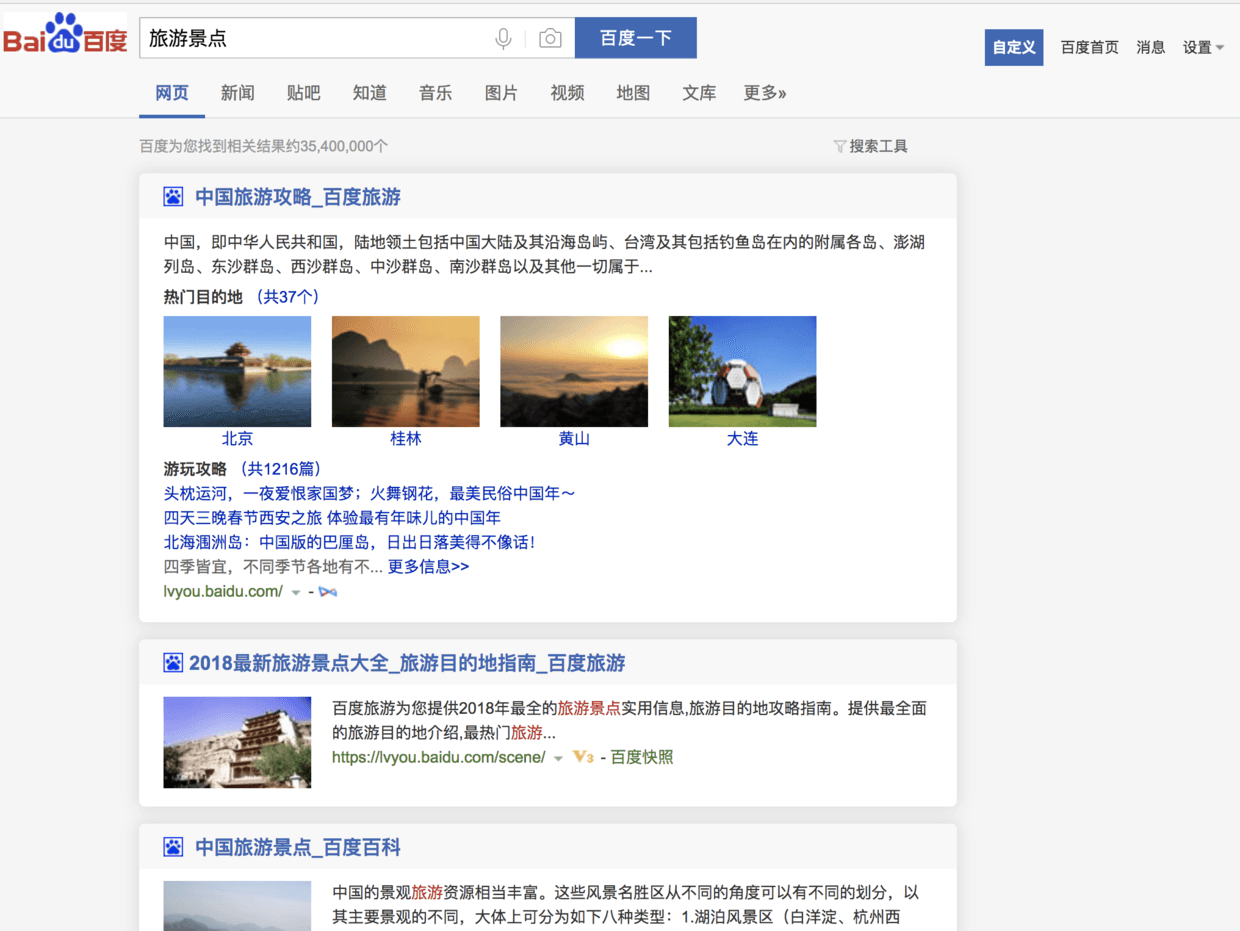 Bai du 百度
旅游景点
百度一下
自定义 百度首页 消息 设置
网页 新闻 贴吧 知道 音乐 图片 视频 地图 文库 更多»
百度为您找到相关结果约35,400,000个
搜索工具
中国旅游攻略_百度旅游
中国，即中华人民共和国，陆地领土包括中国大陆及其沿海岛屿、台湾及其包括钓鱼岛在内的附属各岛、澎湖
列岛、东沙群岛、西沙群岛、中沙群岛、南沙群岛以及其他一切属于...
热门目的地 （共37个）
北京 桂林 黄山 大连
游玩攻略 （共1216篇）
头枕运河，一夜爱恨家国梦；火舞钢花，最美民俗中国年～
四天三晚春节西安之旅 体验最有年味儿的中国年
北海涠洲岛：中国版的巴厘岛，日出日落美得不像话！
四季皆宜，不同季节各地有不... 更多信息>>
lvyou.baidu.com/ -
2018最新旅游景点大全_旅游目的地指南_百度旅游
百度旅游为您提供2018年最全的旅游景点实用信息,旅游目的地攻略指南。提供最全面
的旅游目的地介绍,最热门旅游...
https://lvyou.baidu.com/scene/ V3 - 百度快照
中国旅游景点_百度百科
中国的景观旅游资源相当丰富。这些风景名胜区从不同的角度可以有不同的划分，以
其主要景观的不同，大体上可分为如下八种类型：1.湖泊风景区（白洋淀、杭州西